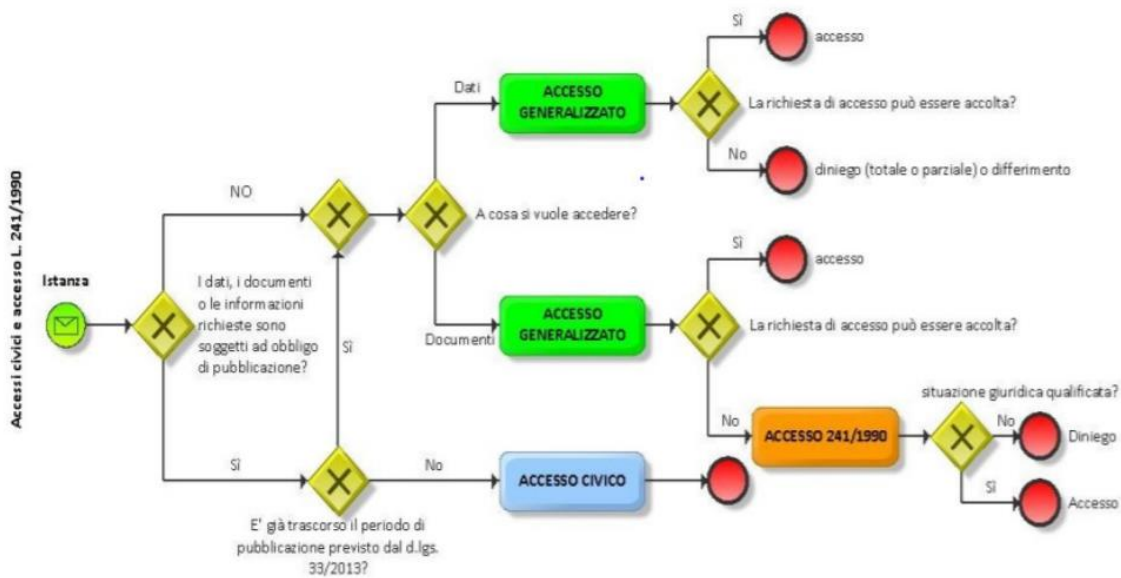 Accessi civici e accesso L. 241/1990
Istanza
I dati, i documenti
o le informazioni
richieste sono
soggetti ad obbligo
di pubblicazione?
NO
Sì
E' già trascorso il periodo di
pubblicazione previsto dal d.lgs.
33/2013?
Sì
No
A cosa si vuole accedere?
Dati
Documenti
ACCESSO
GENERALIZZATO
La richiesta di accesso può essere accolta?
Sì
accesso
No
diniego (totale o parziale) o differimento
ACCESSO
GENERALIZZATO
La richiesta di accesso può essere accolta?
Sì
accesso
No
ACCESSO 241/1990
situazione giuridica qualificata?
No
Diniego
Sì
Accesso
ACCESSO CIVICO